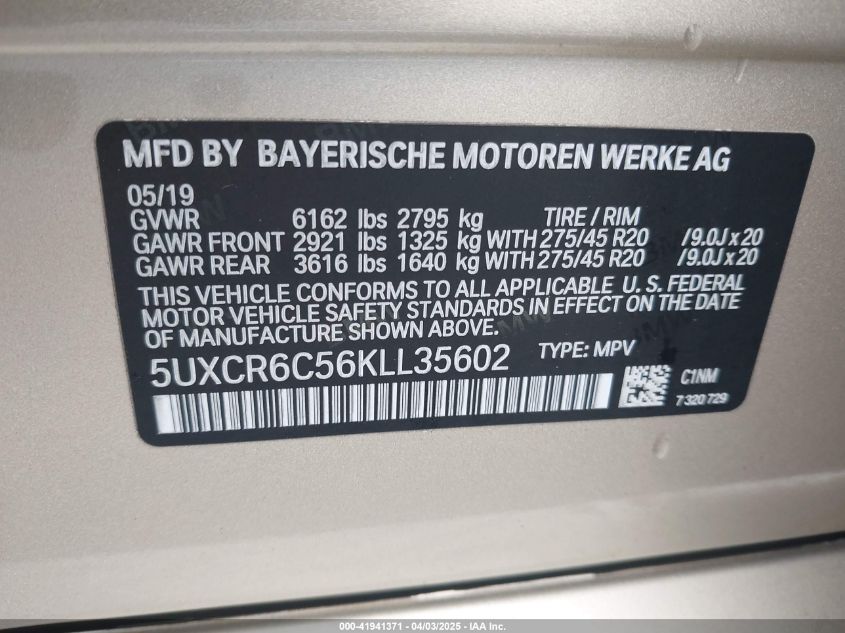 MFD BY BAYERISCHE MOTOREN WERKE AG
05/19
GVWR 6162 lbs 2795 kg TIRE / RIM
GAWR FRONT 2921 lbs 1325 kg WITH 275/45 R20 /9.0J x 20
GAWR REAR 3616 lbs 1640 kg WITH 275/45 R20 /9.0J x 20
THIS VEHICLE CONFORMS TO ALL APPLICABLE U. S. FEDERAL
MOTOR VEHICLE SAFETY STANDARDS IN EFFECT ON THE DATE
OF MANUFACTURE SHOWN ABOVE.
5UXCR6C56KLL35602 TYPE: MPV
C1NM
7 320 729
000-41941371 | 04/03/2025 | IAA Inc.